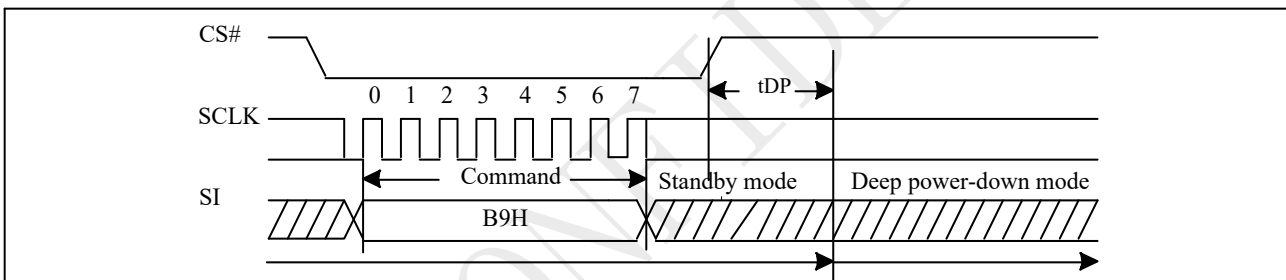 CS#
tDP
0 1 2 3 4 5 6 7
SCLK
Command
Standby mode
Deep power-down mode
SI
B9H